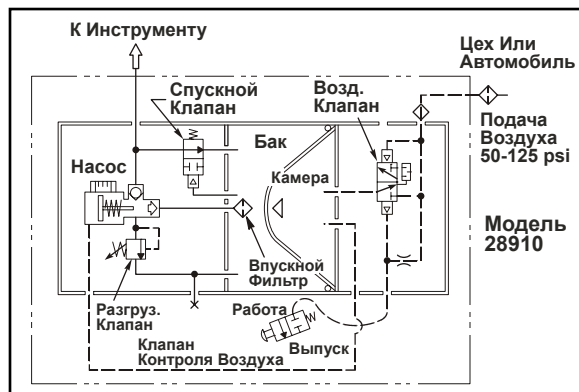 К Инструменту
Цех Или
Автомобиль
Спускной
Клапан
Возд.
Клапан
Бак
Подача
Воздуха
50-125 psi
Насос
Камера
Модель
28910
Впускной
Фильтр
Разгруз.
Клапан
Работа
Клапан
Контроля Воздуха
Выпуск